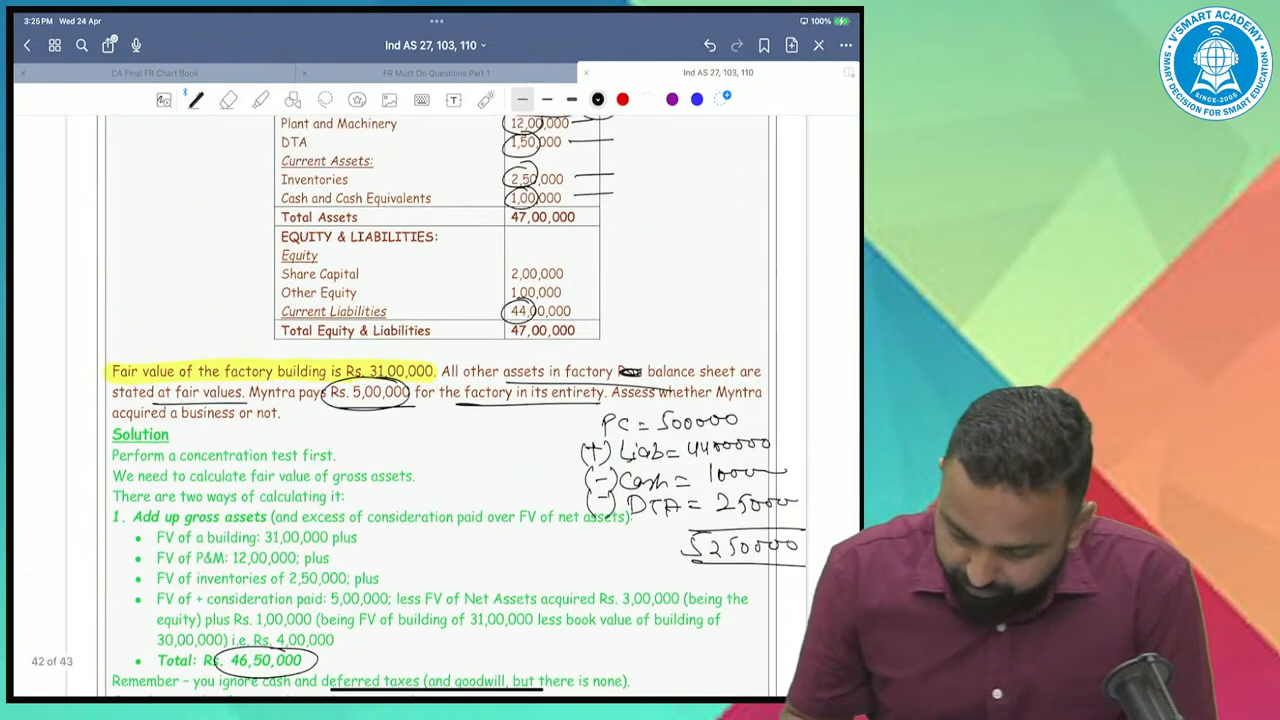 3:25 PM Wed 24 Apr
100%
Ind AS 27, 103, 110
CA Final FR Chart Book
FR Must Do Questions Part 1
Ind AS 27, 103, 110
Plant and Machinery 12,00,000
DTA 1,50,000
Current Assets:
Inventories 2,50,000
Cash and Cash Equivalents 1,00,000
Total Assets 47,00,000
EQUITY & LIABILITIES:
Equity
Share Capital 2,00,000
Other Equity 1,00,000
Current Liabilities 44,00,000
Total Equity & Liabilities 47,00,000
Fair value of the factory building is Rs. 31,00,000. All other assets in factory balance sheet are
stated at fair values. Myntra pays Rs. 5,00,000 for the factory in its entirety. Assess whether Myntra
acquired a business or not.
PC = 500000
(+) Liab = 4400000
(-) Cash =
(-) DTA =
5250000
Solution
Perform a concentration test first.
We need to calculate fair value of gross assets.
There are two ways of calculating it:
1. Add up gross assets (and excess of consideration paid over FV of net assets):
• FV of a building: 31,00,000 plus
• FV of P&M: 12,00,000; plus
• FV of inventories of 2,50,000; plus
• FV of + consideration paid: 5,00,000; less FV of Net Assets acquired Rs. 3,00,000 (being the
equity) plus Rs. 1,00,000 (being FV of building of 31,00,000 less book value of building of
30,00,000) i.e. Rs. 4,00,000
• Total: Rs. 46,50,000
Remember - you ignore cash and deferred taxes (and goodwill, but there is none).
42 of 43
V'SMART ACADEMY
SMART DECISION FOR SMART EDUCATION
SINCE-2005